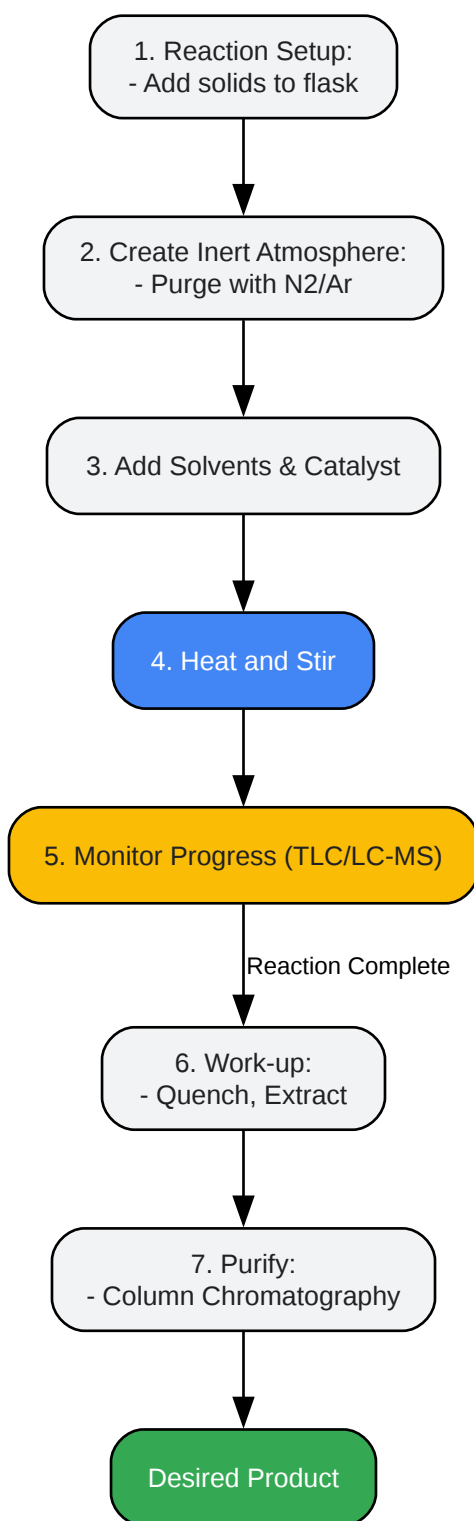 1. Reaction Setup:
- Add solids to flask
2. Create Inert Atmosphere:
- Purge with N2/Ar
3. Add Solvents & Catalyst
4. Heat and Stir
5. Monitor Progress (TLC/LC-MS)
Reaction Complete
6. Work-up:
- Quench, Extract
7. Purify:
- Column Chromatography
Desired Product